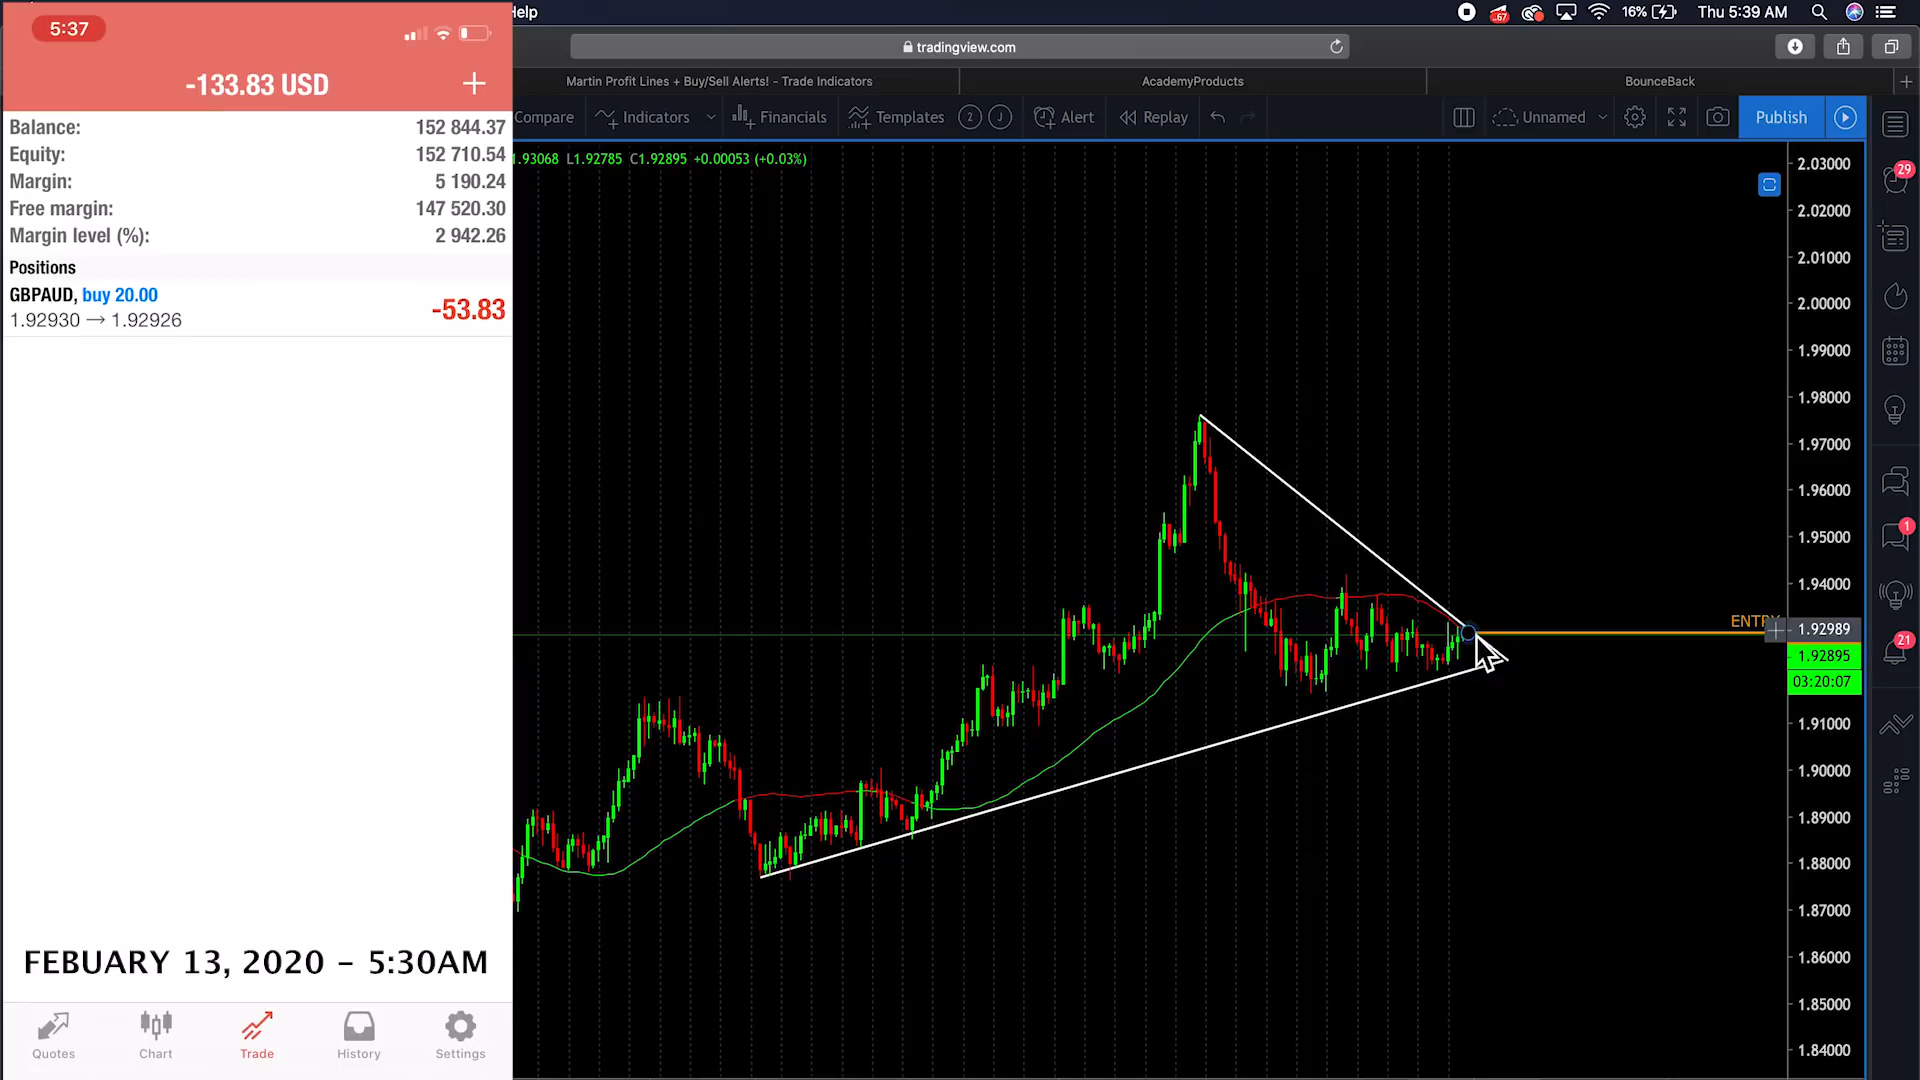 5:37
-133.83 USD
Balance: 152 844.37
Equity: 152 710.54
Margin: 5 190.24
Free margin: 147 520.30
Margin level (%): 2 942.26
Positions
GBPAUD, buy 20.00
-53.83
1.92930 → 1.92926
FEBUARY 13, 2020 - 5:30AM
Quotes Chart Trade History Settings
Help
67
16% Thu 5:39 AM
tradingview.com
Martin Profit Lines + Buy/Sell Alerts! - Trade Indicators
AcademyProducts
BounceBack
Compare Indicators Financials Templates 2 J Alert Replay Unnamed Publish
1.93068 L1.92785 C1.92895 +0.00053 (+0.03%)
2.03000
2.02000
2.01000
2.00000
1.99000
1.98000
1.97000
1.96000
1.95000
1.94000
ENTRY
1.92989
1.92895
03:20:07
1.91000
1.90000
1.89000
1.88000
1.87000
1.86000
1.85000
1.84000
29
1
21